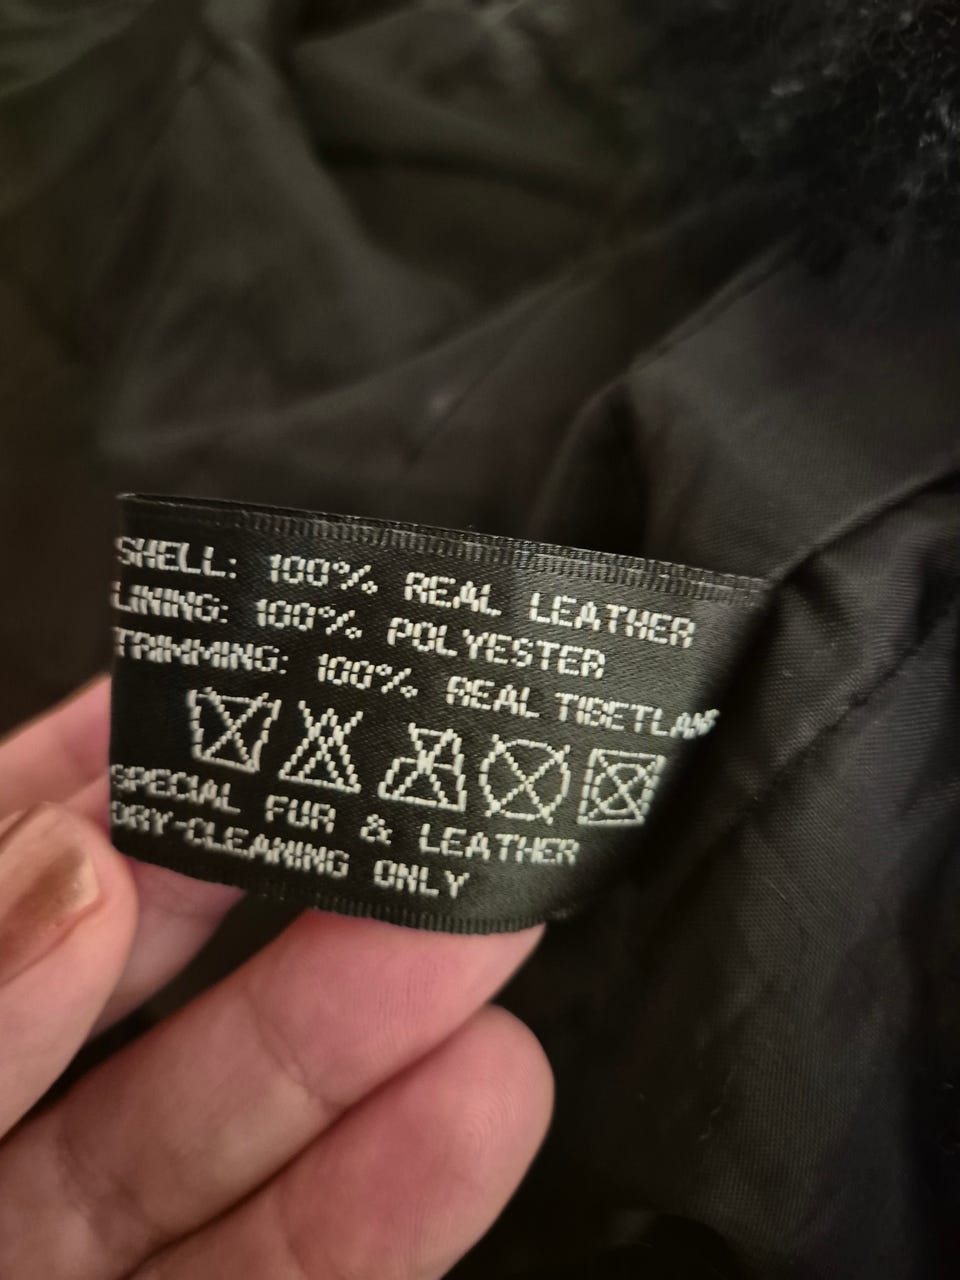 SHELL: 100% REAL LEATHER
LINING: 100% POLYESTER
TRIMMING: 100% REAL TIBETLAMB
SPECIAL FUR & LEATHER
DRY-CLEANING ONLY